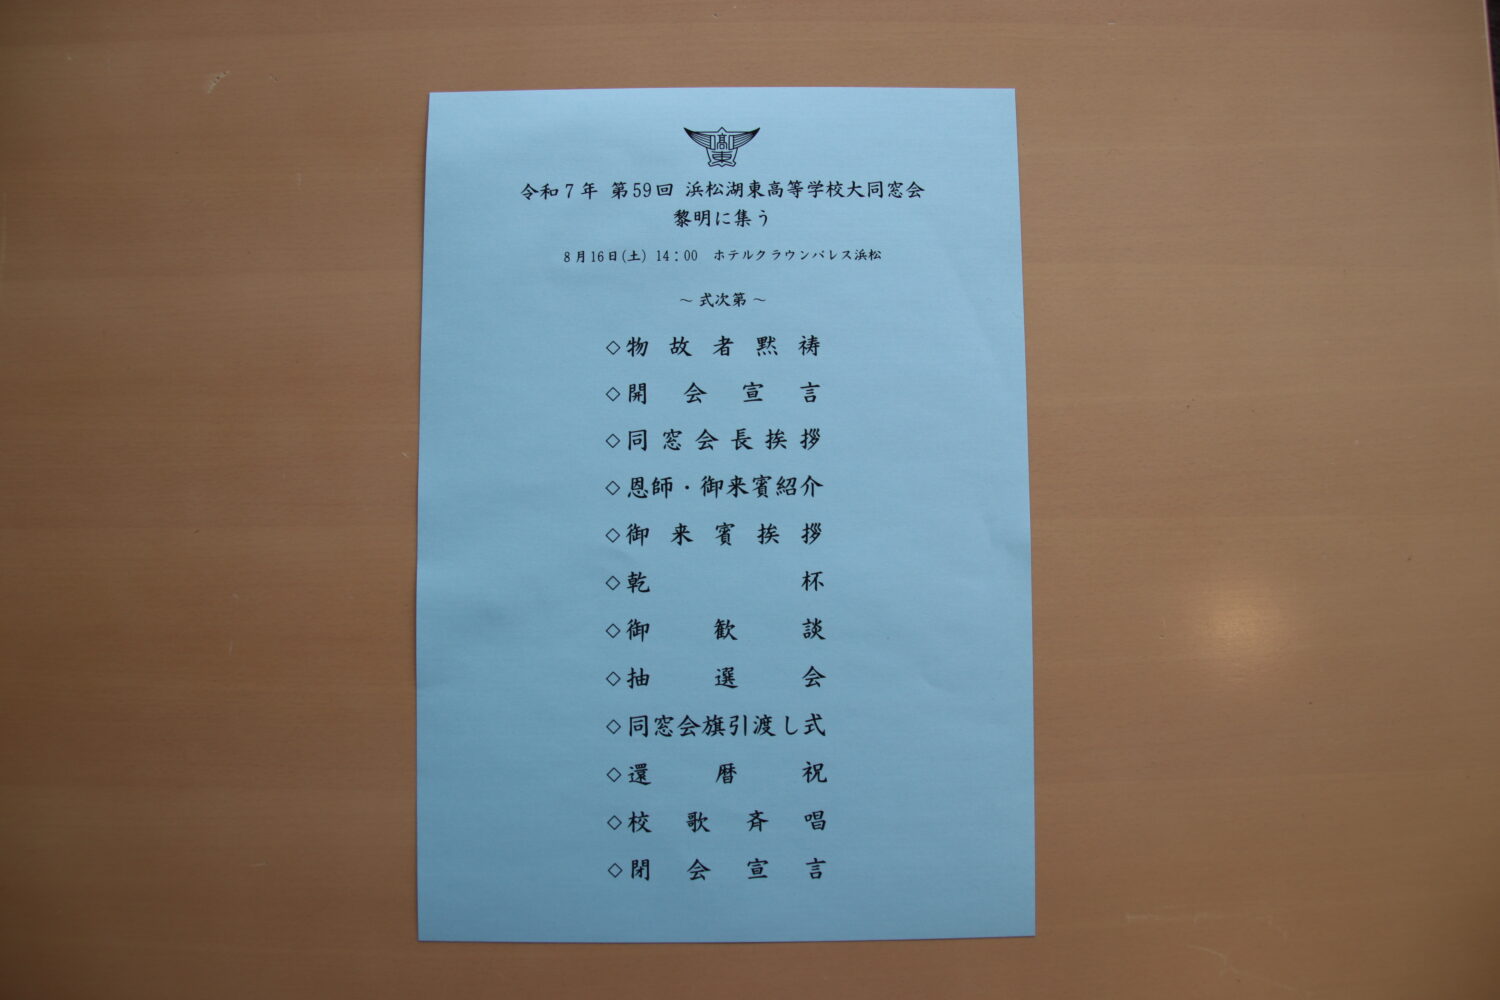 高
東
令和7年 第59回 浜松湖東高等学校大同窓会
黎明に集う
8月16日(土) 14:00 ホテルクラウンパレス浜松
~ 式次第 ~
◇物故者黙祷
◇開会宣言
◇同窓会長挨拶
◇恩師・御来賓紹介
◇御来賓挨拶
◇乾杯
◇御歓談
◇抽選会
◇同窓会旗引渡し式
◇還暦祝
◇校歌斉唱
◇閉会宣言